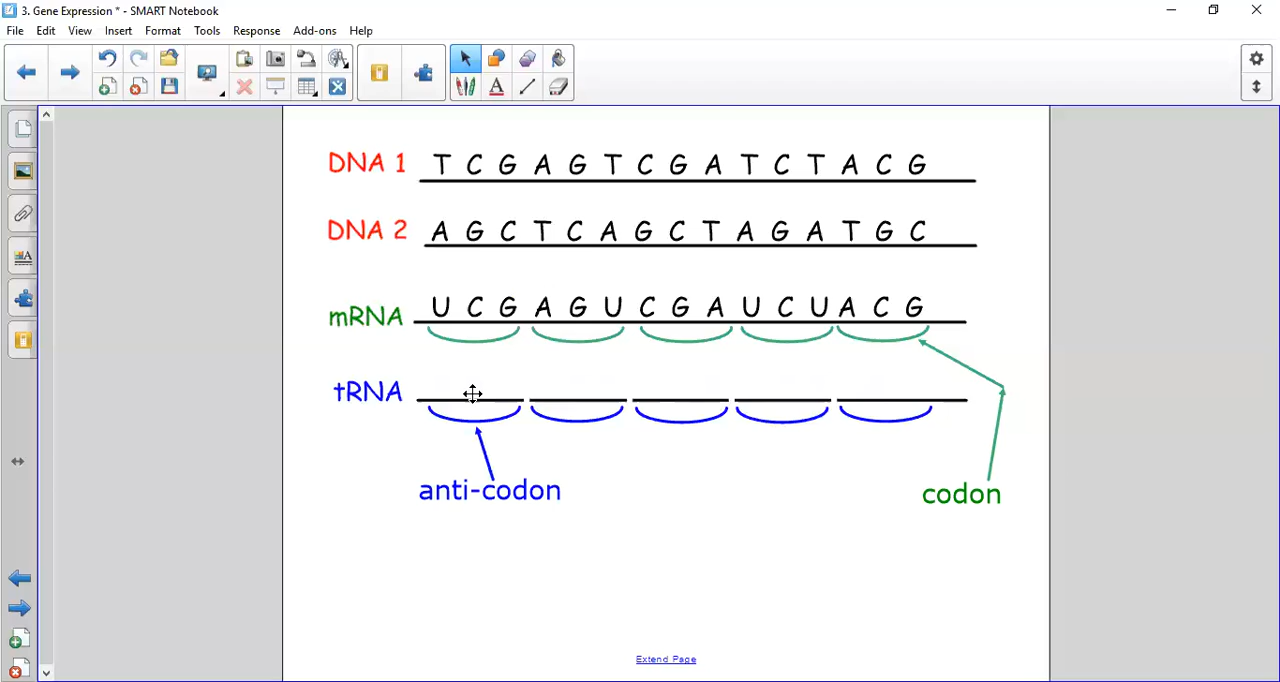 3. Gene Expression * - SMART Notebook
File Edit View Insert Format Tools Response Add-ons Help
DNA 1 T C G A G T C G A T C T A C G
DNA 2 A G C T C A G C T A G A T G C
mRNA U C G A G U C G A U C U A C G
tRNA
anti-codon
codon
Extend Page